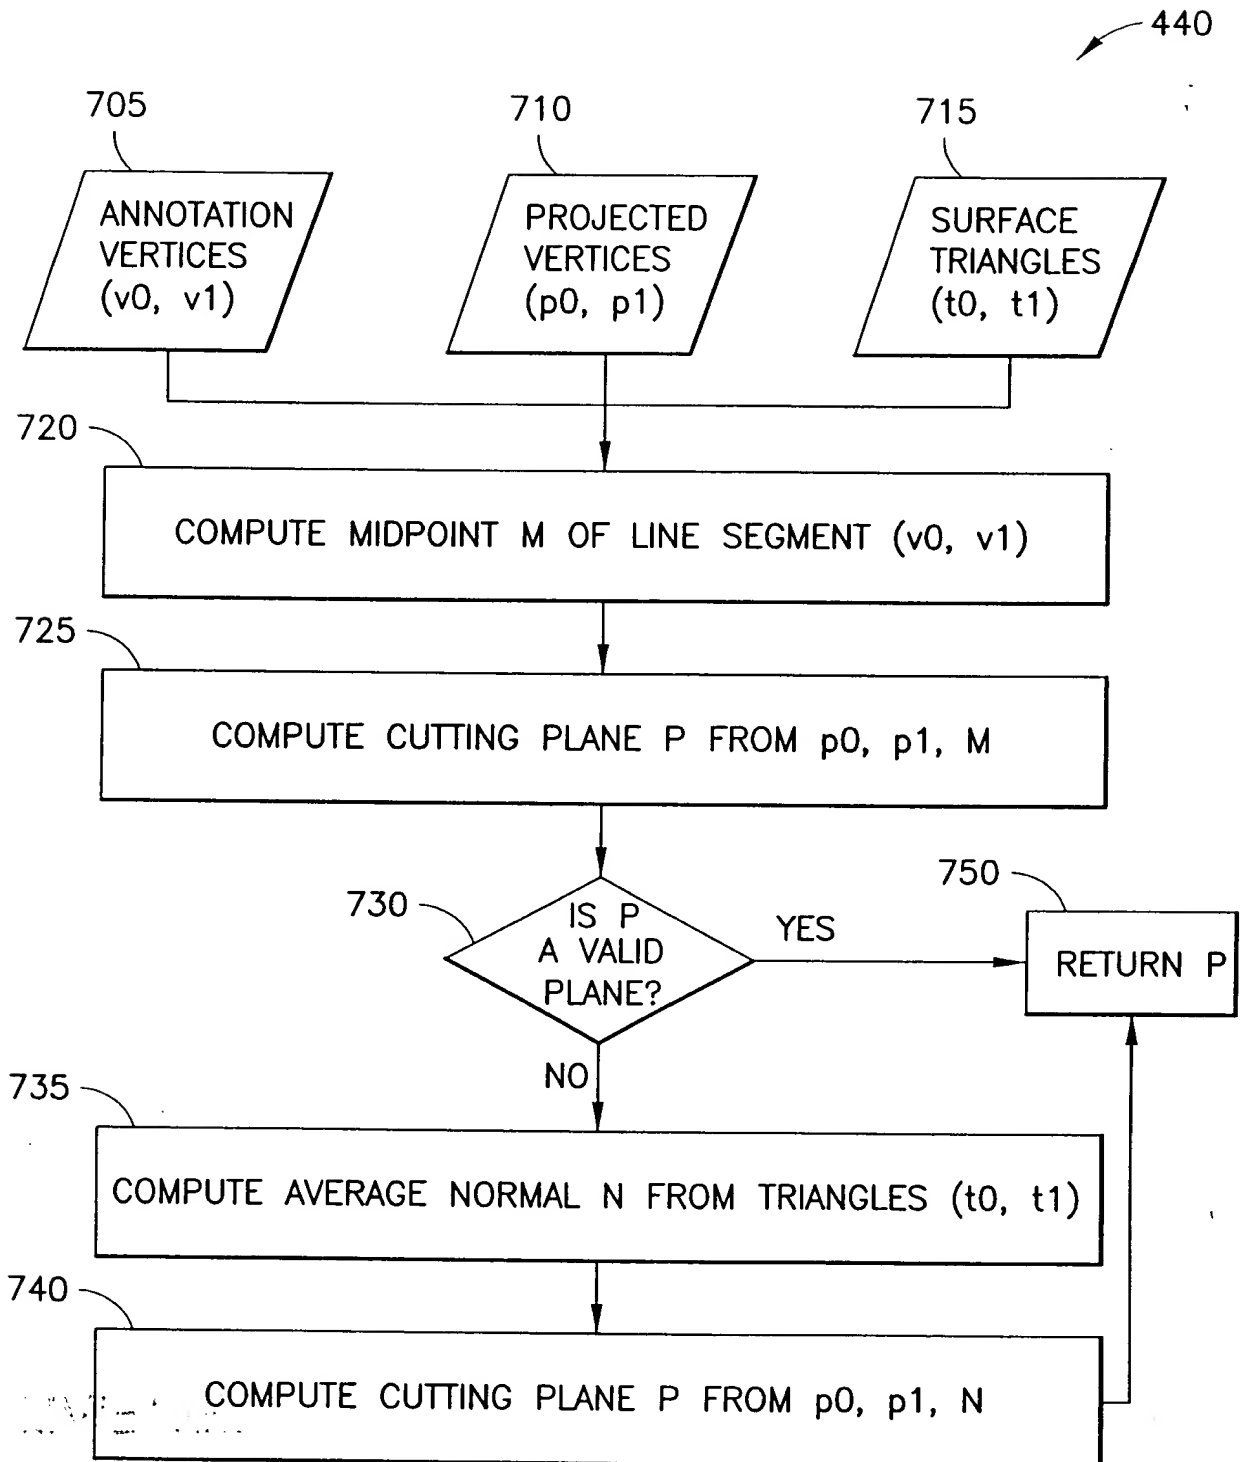 440
705
710
715
ANNOTATION
VERTICES
(v0, v1)
PROJECTED
VERTICES
(p0, p1)
SURFACE
TRIANGLES
(t0, t1)
720
COMPUTE MIDPOINT M OF LINE SEGMENT (v0, v1)
725
COMPUTE CUTTING PLANE P FROM p0, p1, M
730
IS P
A VALID
PLANE?
YES
750
RETURN P
NO
735
COMPUTE AVERAGE NORMAL N FROM TRIANGLES (t0, t1)
740
COMPUTE CUTTING PLANE P FROM p0, p1, N